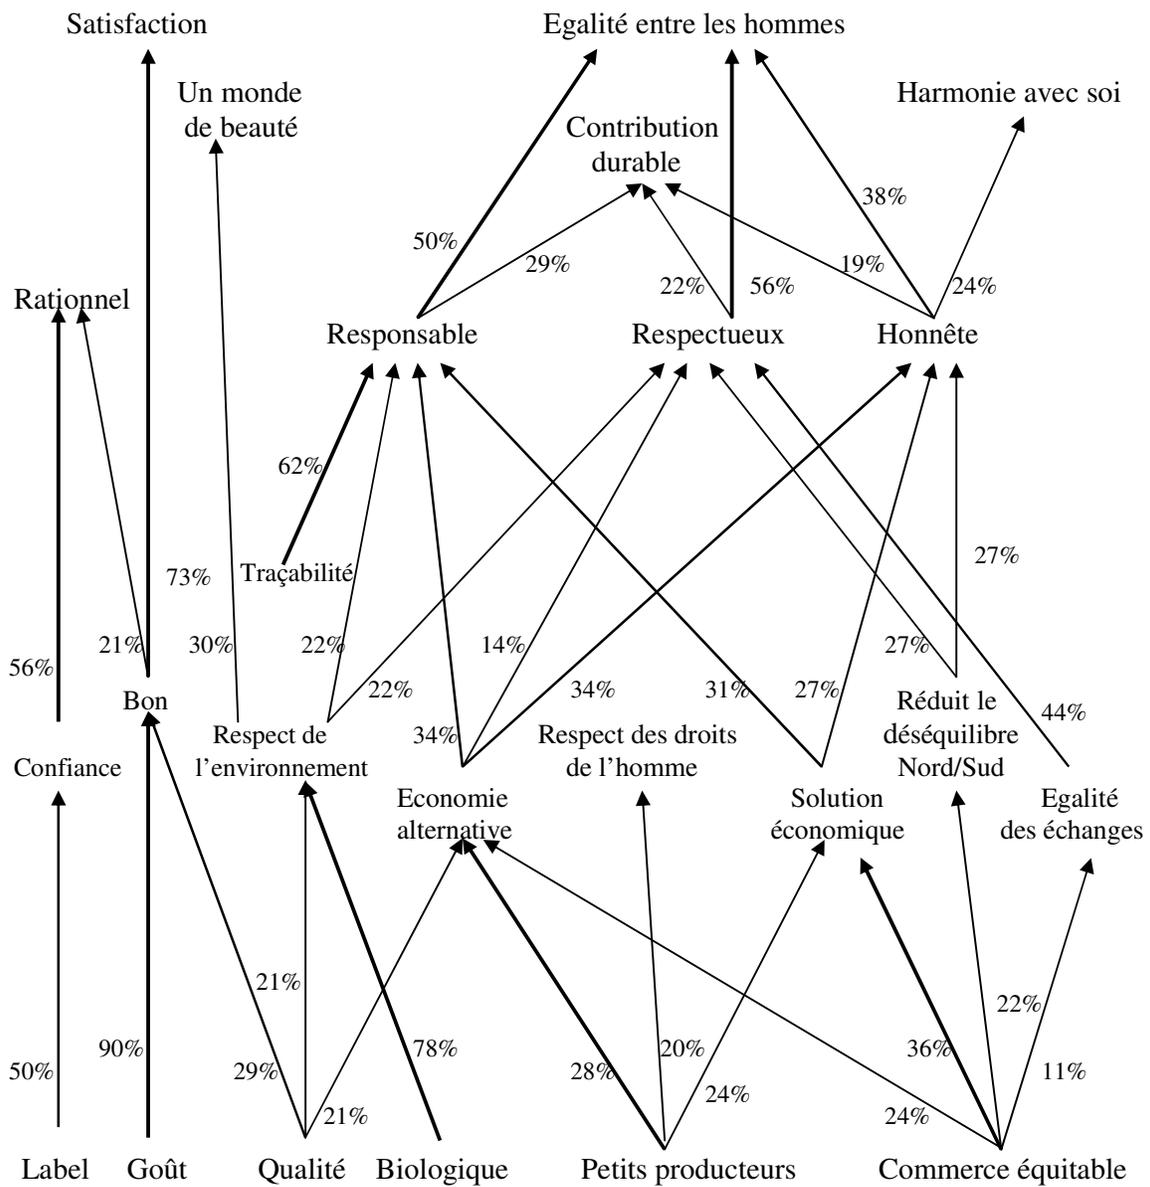 Satisfaction
Egalité entre les hommes
Un monde
de beauté
Harmonie avec soi
Contribution
durable
38%
50%
29%
19%
22%
56%
24%
Rationnel
Responsable
Respectueux
Honnête
62%
27%
Traçabilité
73%
21%
30%
22%
14%
27%
56%
22%
34%
31%
27%
Bon
Réduit le
déséquilibre
Nord/Sud
44%
34%
Respect de
l’environnement
Respect des droits
de l’homme
Confiance
Economie
alternative
Solution
économique
Egalité
des échanges
21%
22%
90%
78%
20%
36%
50%
29%
28%
11%
24%
21%
24%
Label
Goût
Qualité
Biologique
Petits producteurs
Commerce équitable